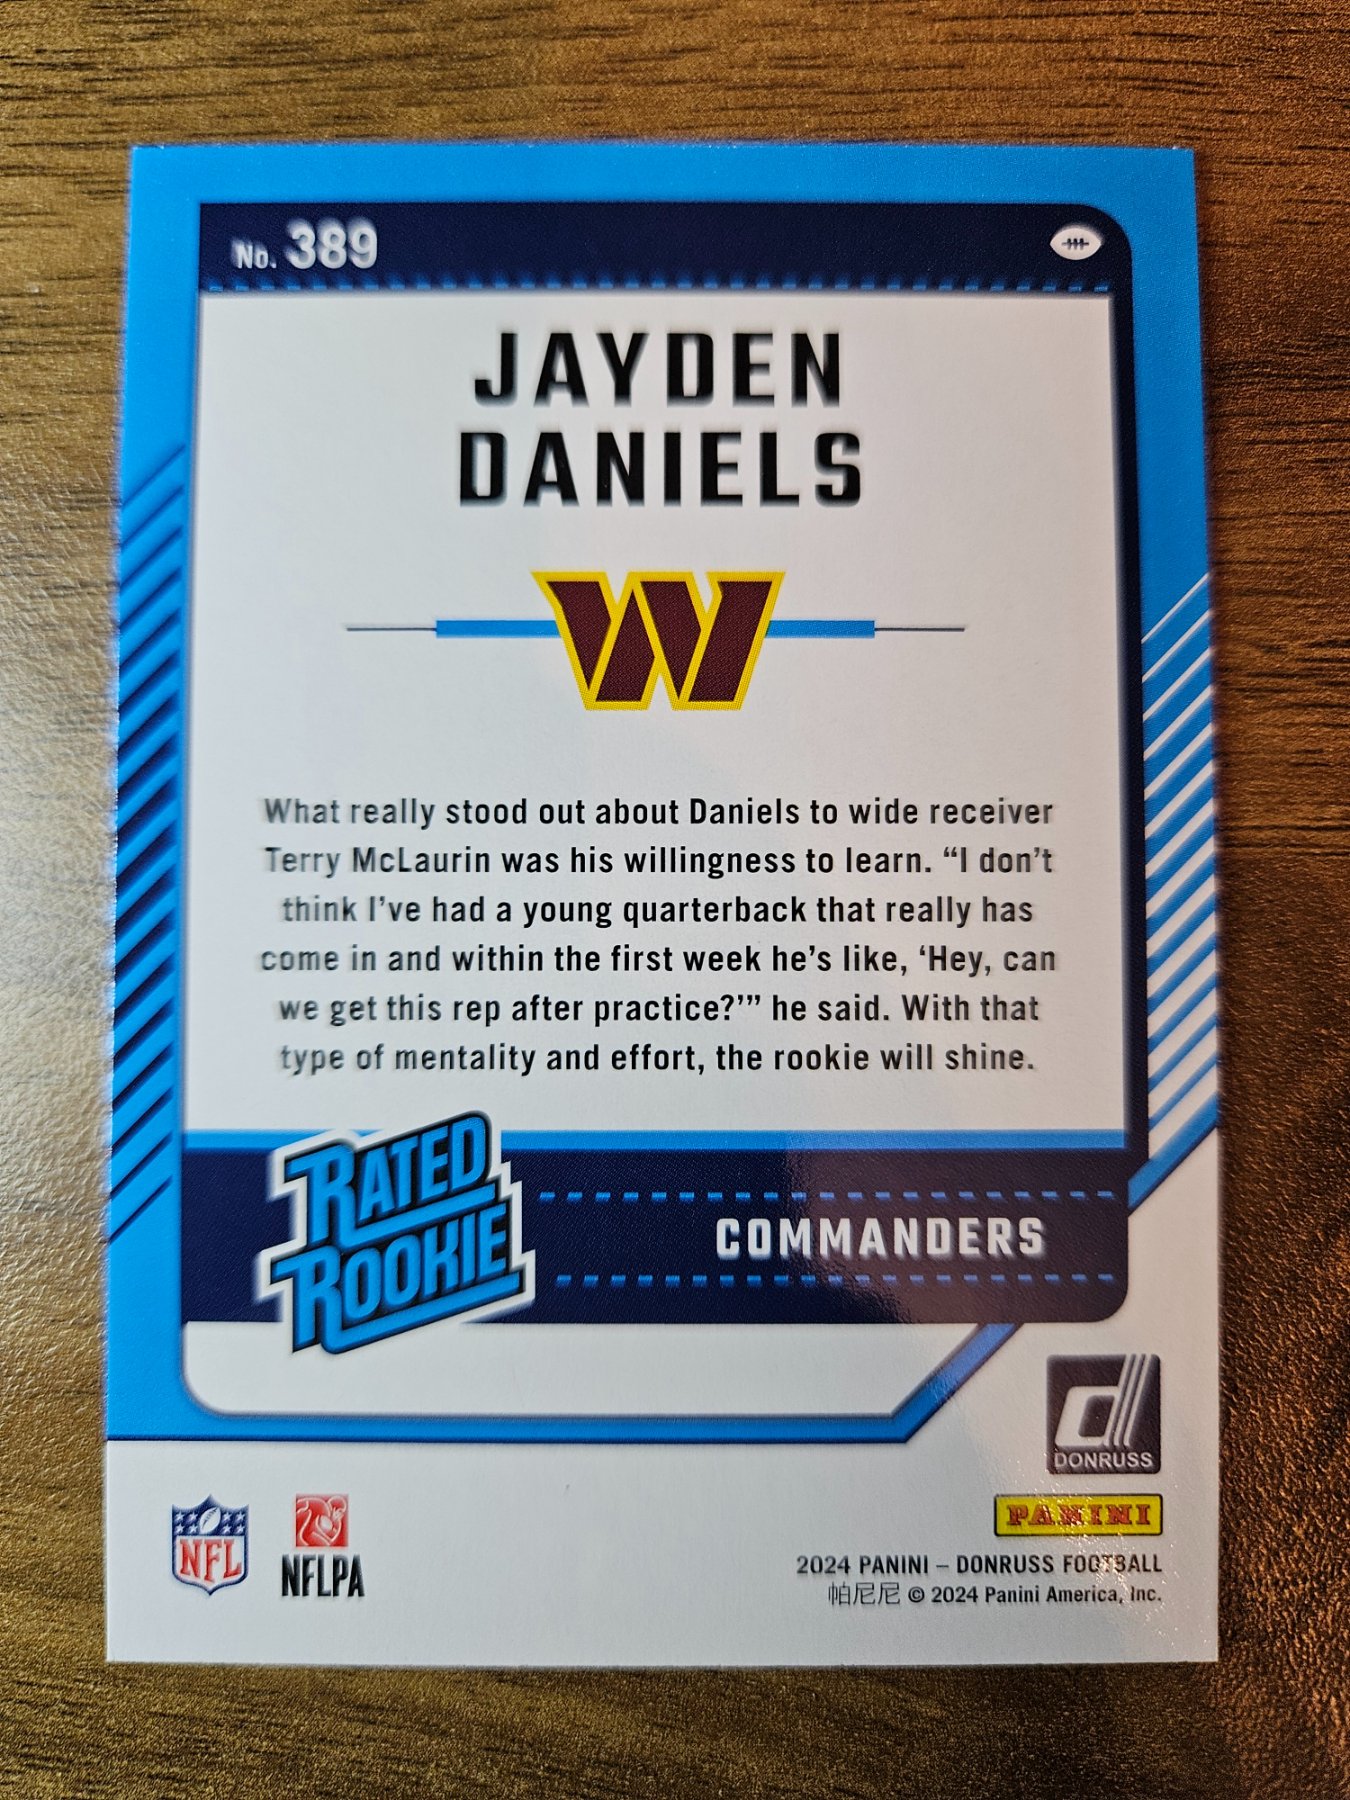 No. 389
JAYDEN
DANIELS
W
What really stood out about Daniels to wide receiver
Terry McLaurin was his willingness to learn. “I don’t
think I’ve had a young quarterback that really has
come in and within the first week he’s like, ‘Hey, can
we get this rep after practice?’” he said. With that
type of mentality and effort, the rookie will shine.
RATED
ROOKIE
COMMANDERS
d
DONRUSS
NFL
NFLPA
PANINI
2024 PANINI – DONRUSS FOOTBALL
帕尼尼 © 2024 Panini America, Inc.